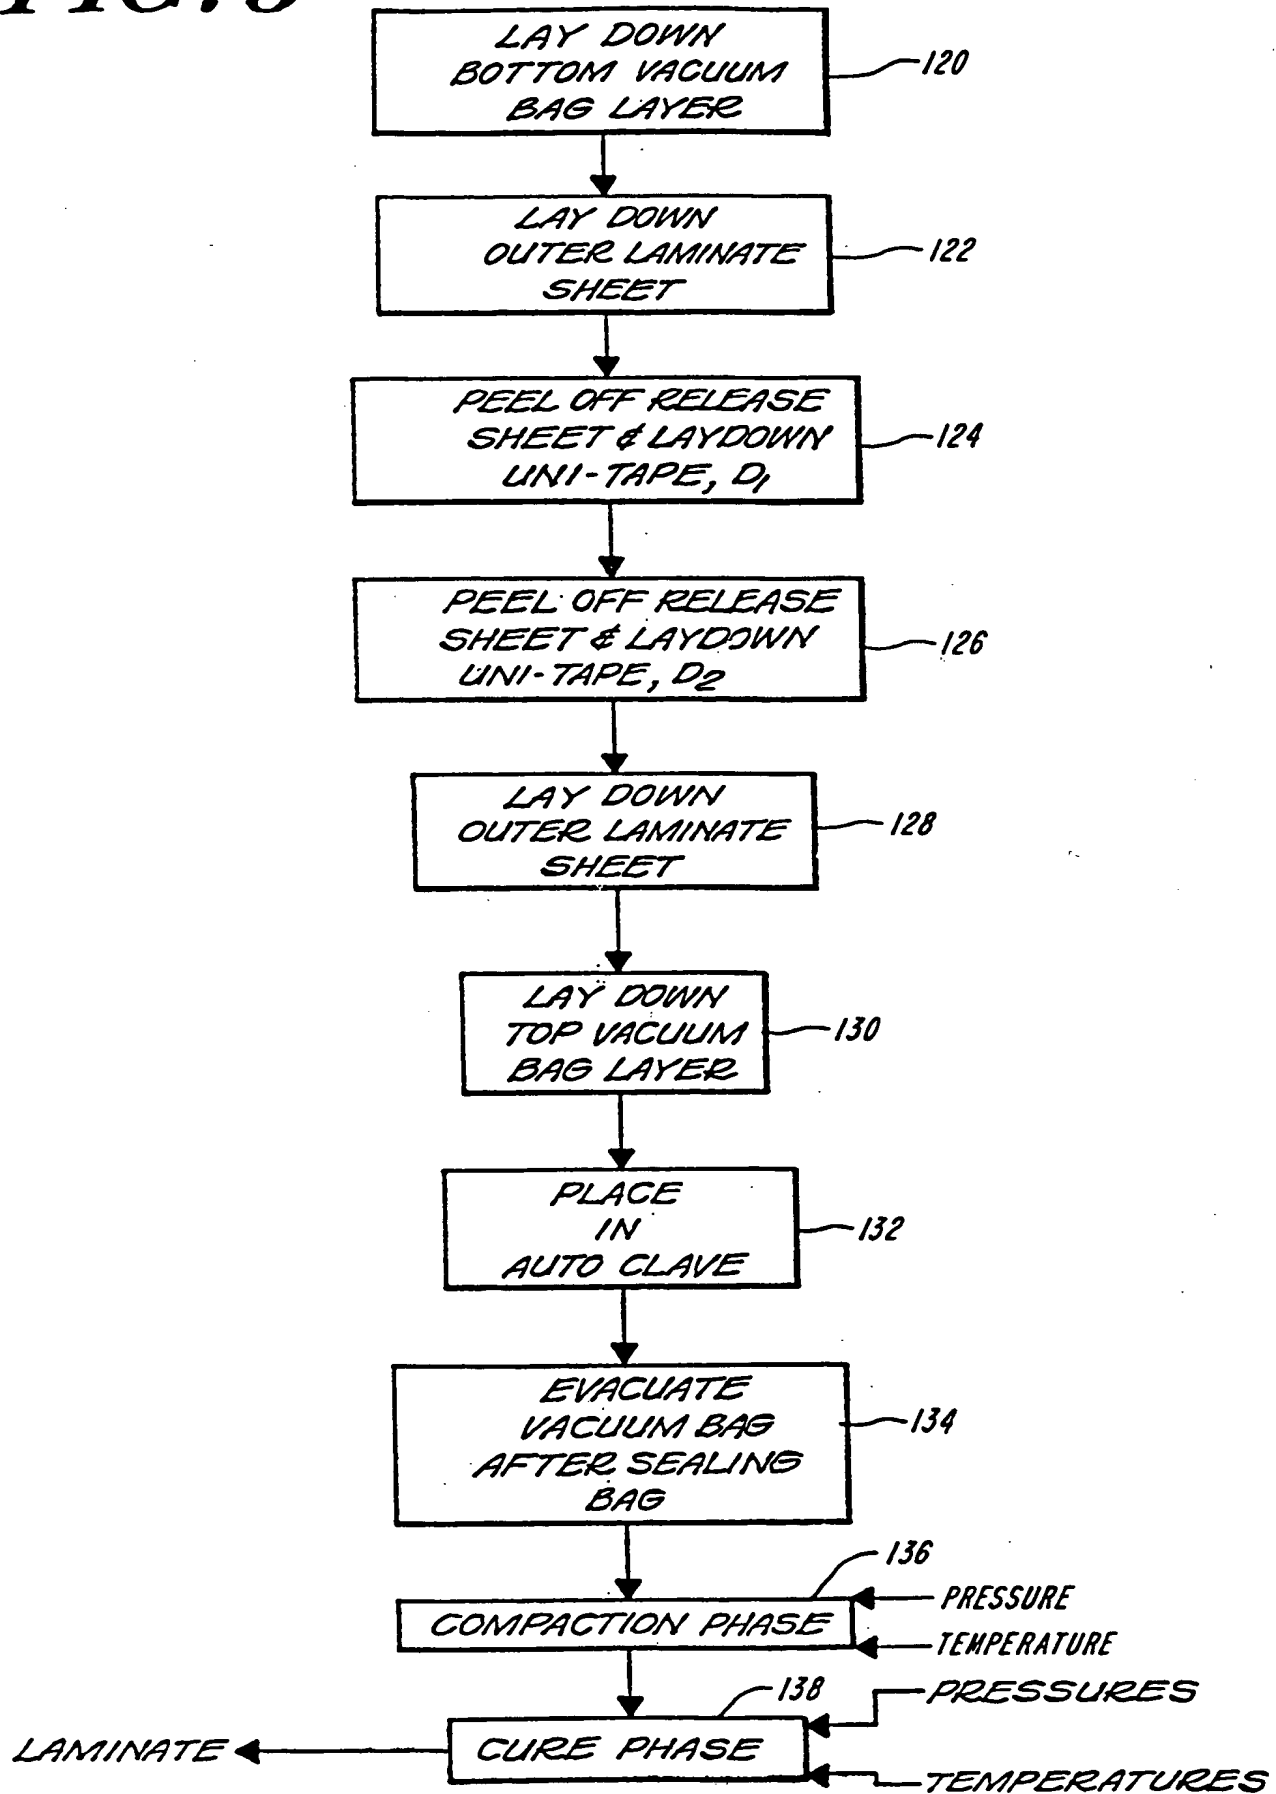 LAY DOWN
BOTTOM VACUUM
BAG LAYER
120
LAY DOWN
OUTER LAMINATE
SHEET
122
PEEL OFF RELEASE
SHEET & LAYDOWN
UNI-TAPE, D1
124
PEEL OFF RELEASE
SHEET & LAYDOWN
UNI-TAPE, D2
126
LAY DOWN
OUTER LAMINATE
SHEET
128
LAY DOWN
TOP VACUUM
BAG LAYER
130
PLACE
IN
AUTO CLAVE
132
EVACUATE
VACUUM BAG
AFTER SEALING
BAG
134
136
PRESSURE
COMPACTION PHASE
TEMPERATURE
138
PRESSURES
LAMINATE
CURE PHASE
TEMPERATURES